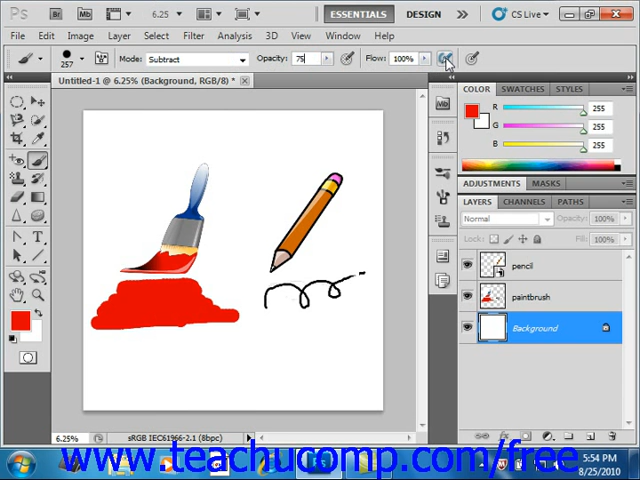 Ps Br Mb 6.25 ESSENTIALS DESIGN >> CS Live
File Edit Image Layer Select Filter Analysis 3D View Window Help
257 Mode: Subtract Opacity: 75 Flow: 100%
Untitled-1 @ 6.25% (Background, RGB/8) *
COLOR SWATCHES STYLES
R 255
G 255
B 255
ADJUSTMENTS MASKS
LAYERS CHANNELS PATHS
Normal Opacity: 100%
Lock: Fill: 100%
pencil
paintbrush
Background
6.25% sRGB IEC61966-2.1 (8bpc)
5:54 PM
8/25/2010
www.teachucomp.com/free